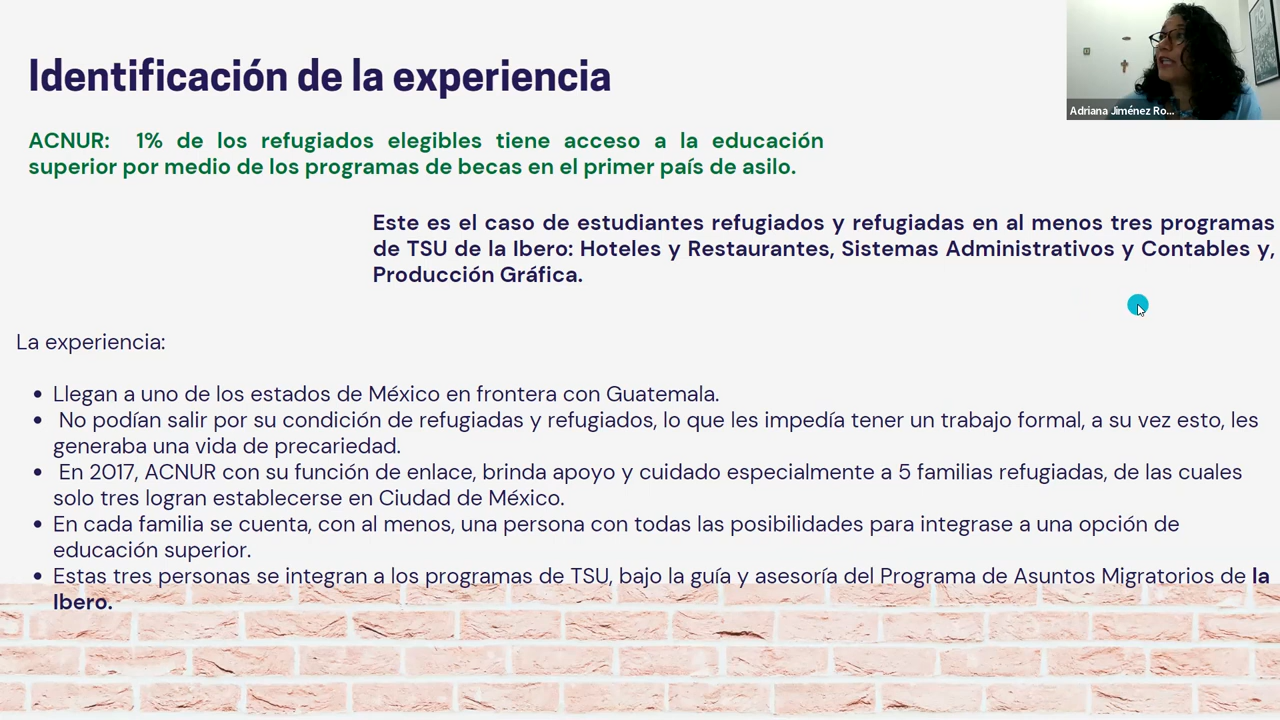 Identificación de la experiencia
Adriana Jiménez Ro...
ACNUR: 1% de los refugiados elegibles tiene acceso a la educación
superior por medio de los programas de becas en el primer país de asilo.
Este es el caso de estudiantes refugiados y refugiadas en al menos tres programas
de TSU de la Ibero: Hoteles y Restaurantes, Sistemas Administrativos y Contables y,
Producción Gráfica.
La experiencia:
• Llegan a uno de los estados de México en frontera con Guatemala.
• No podían salir por su condición de refugiadas y refugiados, lo que les impedía tener un trabajo formal, a su vez esto, les
generaba una vida de precariedad.
• En 2017, ACNUR con su función de enlace, brinda apoyo y cuidado especialmente a 5 familias refugiadas, de las cuales
solo tres logran establecerse en Ciudad de México.
• En cada familia se cuenta, con al menos, una persona con todas las posibilidades para integrase a una opción de
educación superior.
• Estas tres personas se integran a los programas de TSU, bajo la guía y asesoría del Programa de Asuntos Migratorios de la
Ibero.